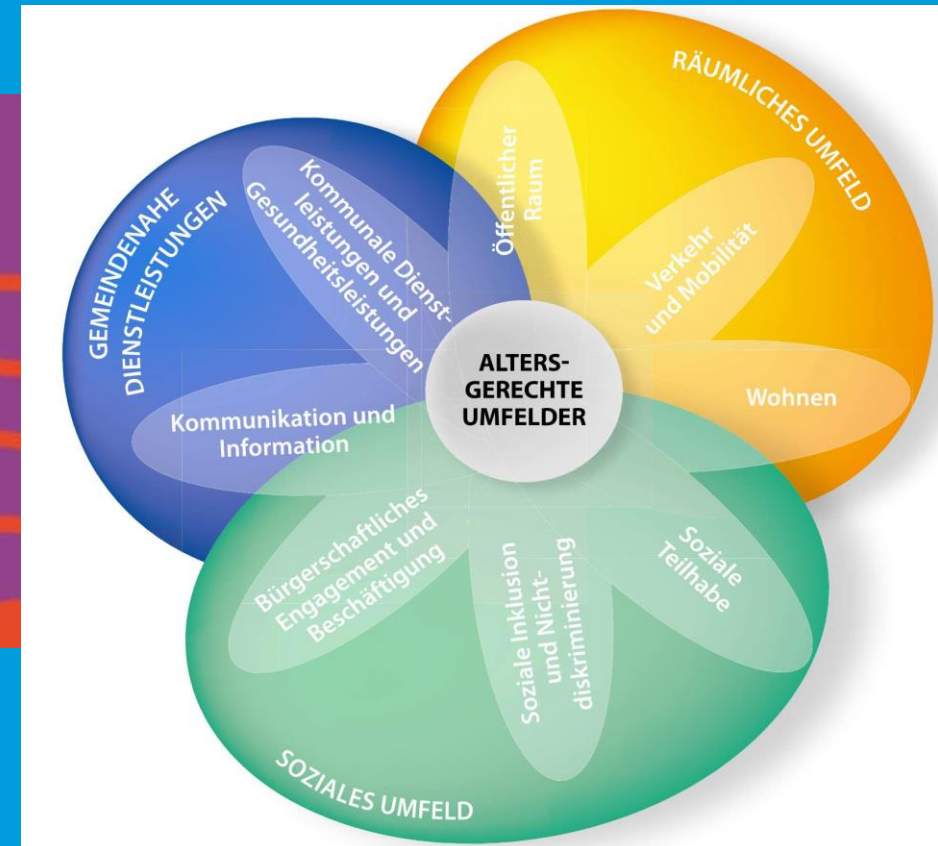 RÄUMLICHES UMFELD
Öffentlicher
Raum
Verkehr
und Mobilität
Wohnen
GEMEINDENAHE
DIENSTLEISTUNGEN
Kommunale Dienst-
leistungen und
Gesundheitsleistungen
Kommunikation und
Information
ALTERS-
GERECHTE
UMFELDER
Bürgerschaftliches
Engagement und
Beschäftigung
Soziale Inklusion
und Nicht-
diskriminierung
Soziale
Teilhabe
SOZIALES UMFELD